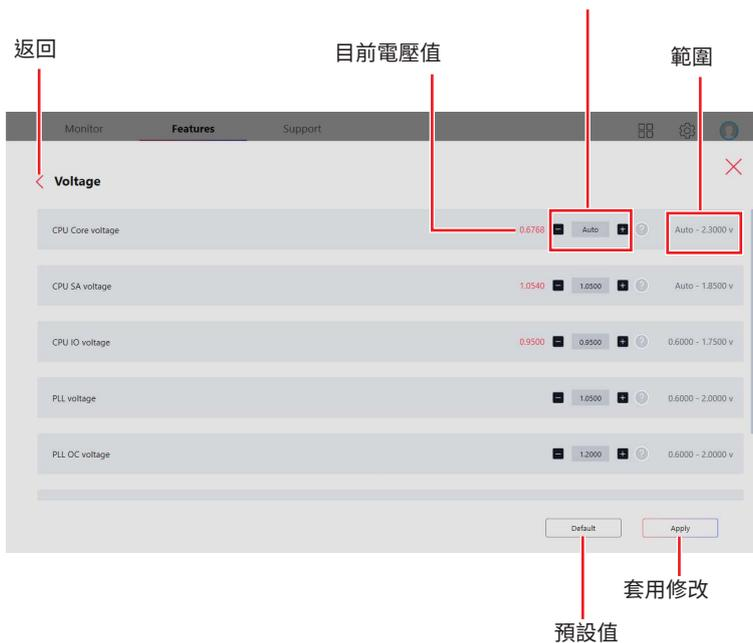 返回
目前電壓值
範圍
Monitor Features Support
Voltage
CPU Core voltage 0.6768 Auto Auto - 2.3000 v
CPU SA voltage 1.0540 1.0500 Auto - 1.8500 v
CPU IO voltage 0.9500 0.9500 0.6000 - 1.7500 v
PLL voltage 1.0500 0.6000 - 2.0000 v
PLL OC voltage 1.2000 0.6000 - 2.0000 v
Default Apply
套用修改
預設值